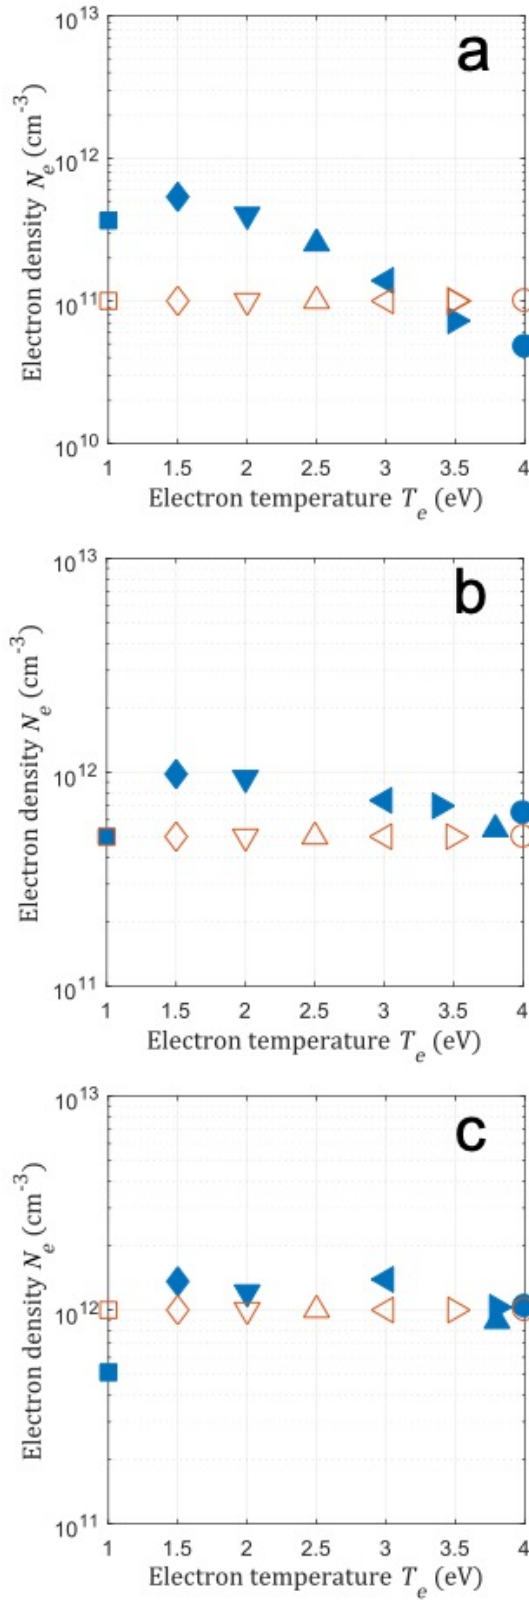 a
10^13
10^12
10^11
10^10
Electron density N_e (cm^-3)
1 1.5 2 2.5 3 3.5 4
Electron temperature T_e (eV)
b
10^13
10^12
10^11
Electron density N_e (cm^-3)
1 1.5 2 2.5 3 3.5 4
Electron temperature T_e (eV)
c
10^13
10^12
10^11
Electron density N_e (cm^-3)
1 1.5 2 2.5 3 3.5 4
Electron temperature T_e (eV)